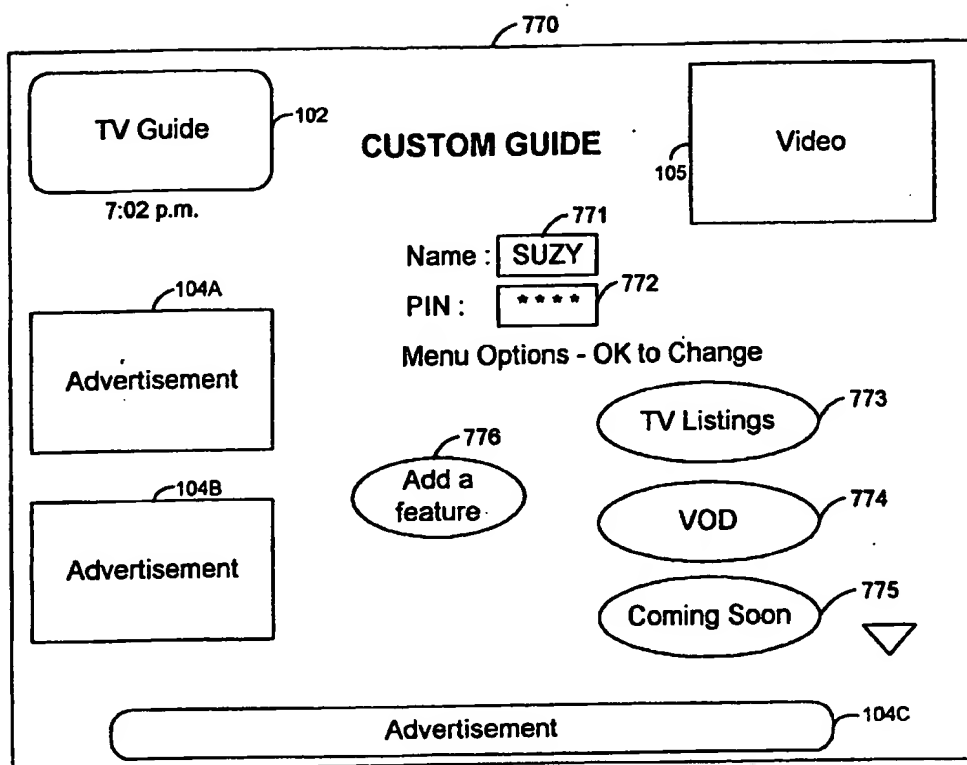 770
TV Guide
102
CUSTOM GUIDE
Video
105
7:02 p.m.
771
Name : SUZY
772
PIN : ****
104A
Menu Options - OK to Change
Advertisement
773
TV Listings
776
Add a
feature
104B
774
VOD
Advertisement
775
Coming Soon
Advertisement
104C